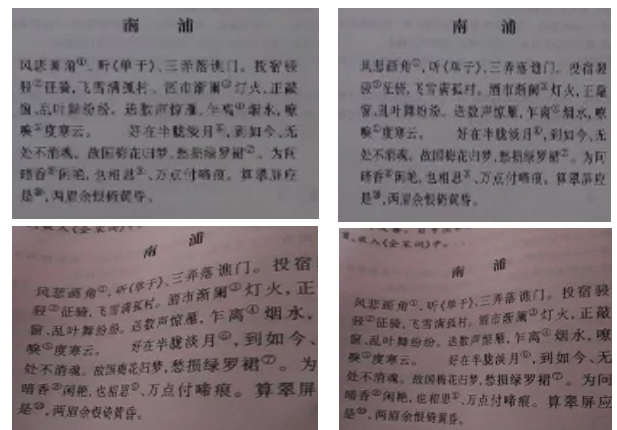 南 浦
风悲画角①,听《单于》、三弄落谯门。投宿骎
骎②征骑,飞雪满孤村。酒市渐阑③灯火,正敲
窗、乱叶舞纷纷。送数声惊雁,乍离④烟水,嘹
唳⑤度寒云。 好在半胧淡月⑥,到如今、无
处不消魂。故国梅花归梦,愁损绿罗裙⑦。为问
暗香⑧闲艳,也相思⑨、万点付啼痕。算翠屏应
是⑩,两眉余恨倚黄昏。
南 浦
风悲画角①,听《单于》、三弄落谯门。投宿骎
骎②征骑,飞雪满孤村。酒市渐阑③灯火,正敲
窗、乱叶舞纷纷。送数声惊雁,乍离④烟水,嘹
唳⑤度寒云。 好在半胧淡月⑥,到如今、无
处不消魂。故国梅花归梦,愁损绿罗裙⑦。为问
暗香⑧闲艳,也相思⑨、万点付啼痕。算翠屏应
是⑩,两眉余恨倚黄昏。
收入《全宋词》中。
南 浦
风悲画角①,听《单于》、三弄落谯门。投宿
骎②征骑,飞雪满孤村。酒市渐阑③灯火,正
窗、乱叶舞纷纷。送数声惊雁,乍离④烟水,
唳⑤度寒云。 好在半胧淡月⑥,到如今、
处不消魂。故国梅花归梦,愁损绿罗裙⑦。为
暗香⑧闲艳,也相思⑨、万点付啼痕。算翠屏
是⑩,两眉余恨倚黄昏。
收入《全宋词》中。
南 浦
风悲画角①,听《单于》、三弄落谯门。投宿骎
骎②征骑,飞雪满孤村。酒市渐阑③灯火,正敲
窗、乱叶舞纷纷。送数声惊雁,乍离④烟水,嘹
唳⑤度寒云。 好在半胧淡月⑥,到如今、无
处不消魂。故国梅花归梦,愁损绿罗裙⑦。为问
暗香⑧闲艳,也相思⑨、万点付啼痕。算翠屏应
是⑩,两眉余恨倚黄昏。